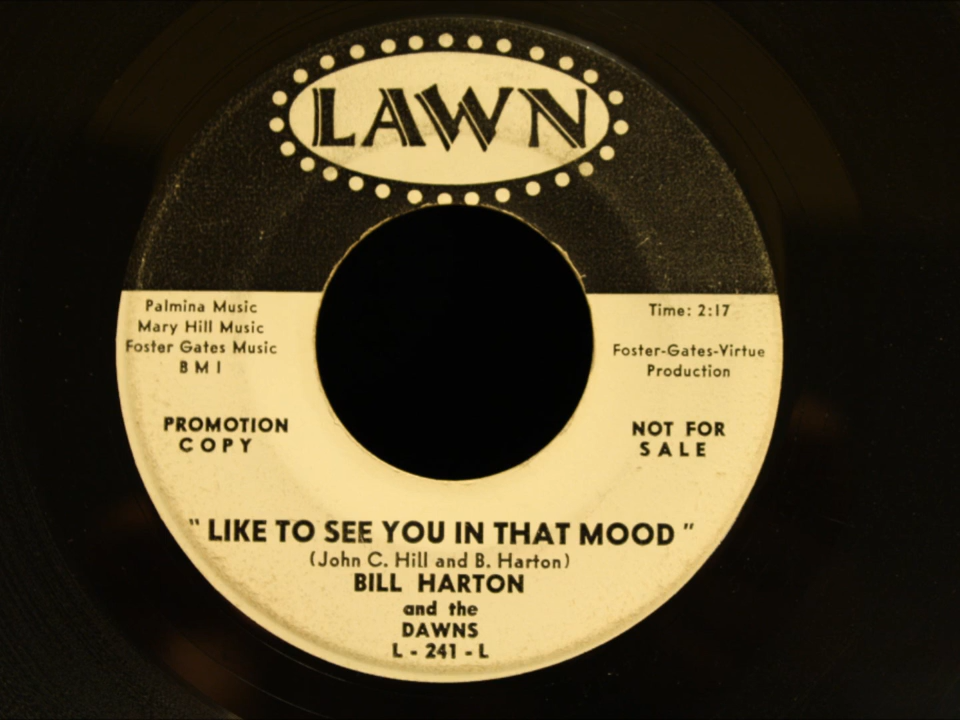 LAWN
Palmina Music
Mary Hill Music
Foster Gates Music
BMI
Time: 2:17
Foster-Gates-Virtue
Production
PROMOTION
COPY
NOT FOR
SALE
" LIKE TO SEE YOU IN THAT MOOD "
(John C. Hill and B. Harton)
BILL HARTON
and the
DAWNS
L - 241 - L